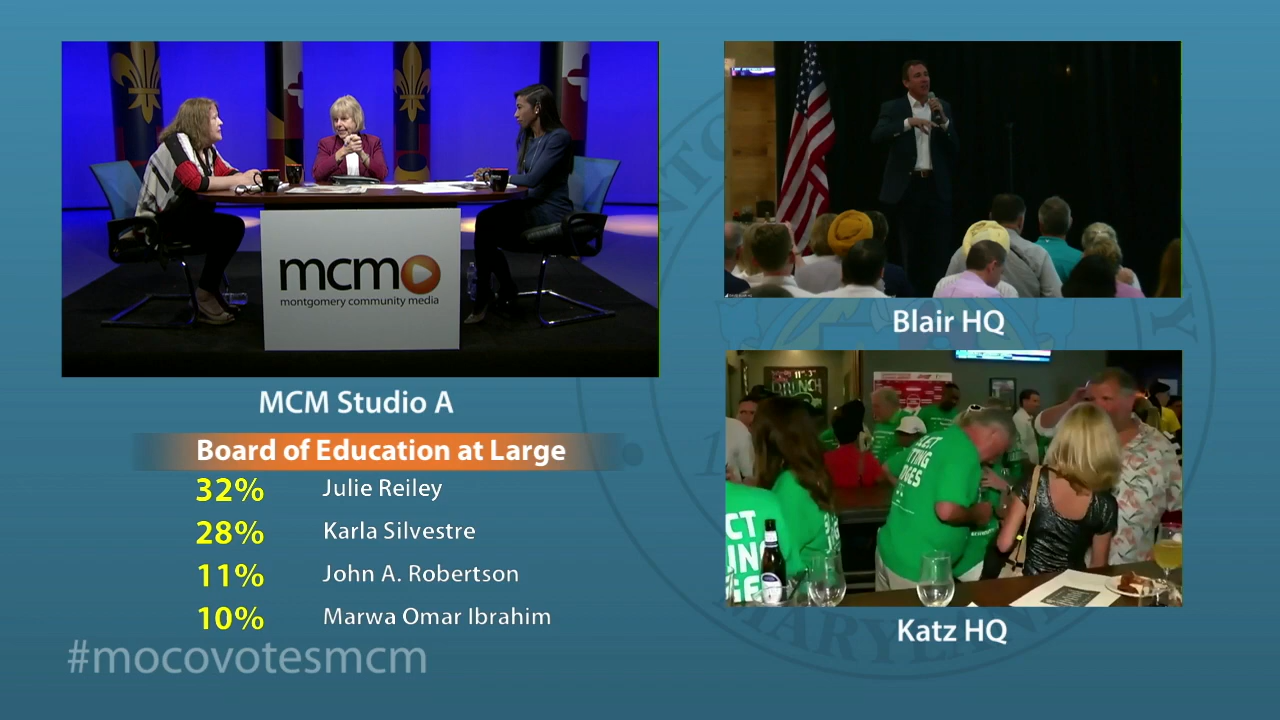 mcm
montgomery community media
MCM Studio A
Board of Education at Large
32% Julie Reiley
28% Karla Silvestre
11% John A. Robertson
10% Marwa Omar Ibrahim
#mocovotesmcm
Blair HQ
Katz HQ
MARYLAND